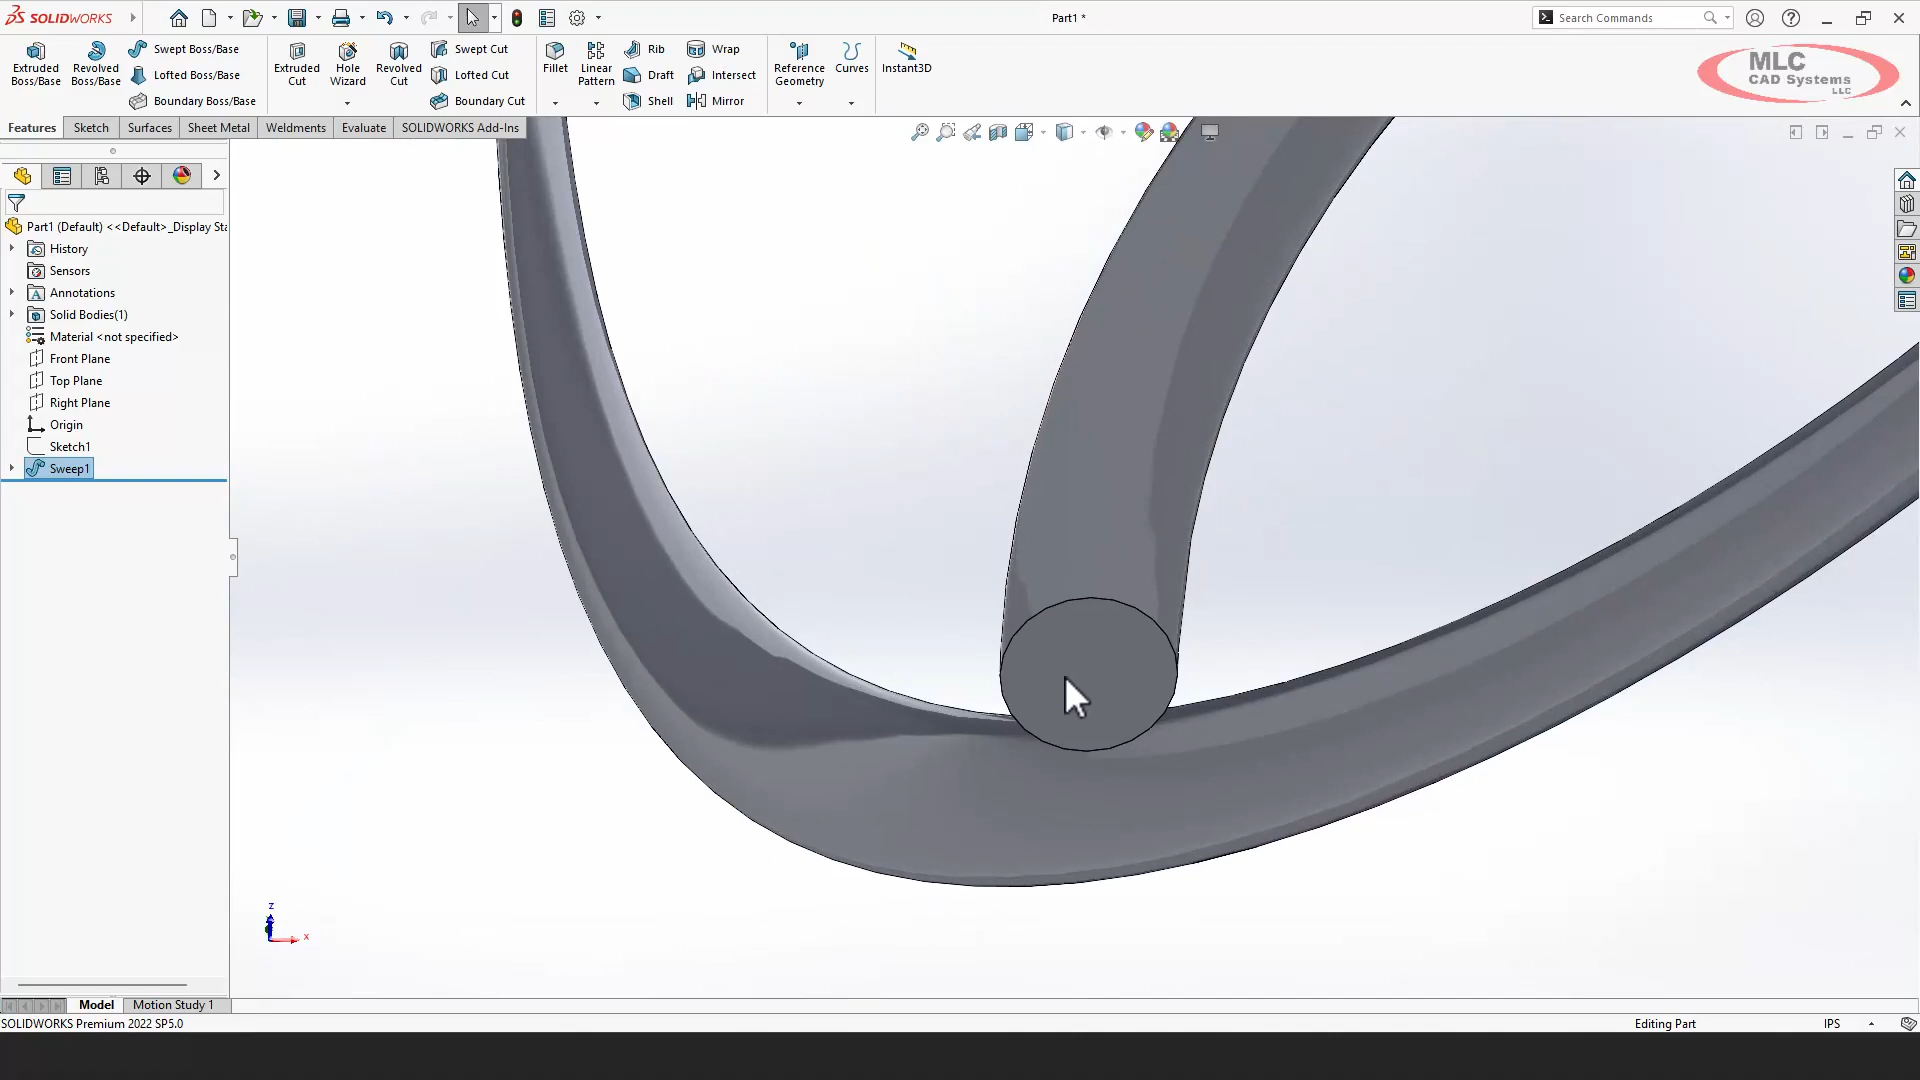 SOLIDWORKS
Part1 *
Search Commands
Extruded Boss/Base
Revolved Boss/Base
Swept Boss/Base
Lofted Boss/Base
Boundary Boss/Base
Extruded Cut
Hole Wizard
Revolved Cut
Swept Cut
Lofted Cut
Boundary Cut
Fillet
Linear Pattern
Rib
Draft
Shell
Wrap
Intersect
Mirror
Reference Geometry
Curves
Instant3D
MLC
CAD Systems
LLC
Features
Sketch
Surfaces
Sheet Metal
Weldments
Evaluate
SOLIDWORKS Add-Ins
Part1 (Default) <<Default>_Display Sta
History
Sensors
Annotations
Solid Bodies(1)
Material <not specified>
Front Plane
Top Plane
Right Plane
Origin
Sketch1
Sweep1
z
x
Model
Motion Study 1
SOLIDWORKS Premium 2022 SP5.0
Editing Part
IPS